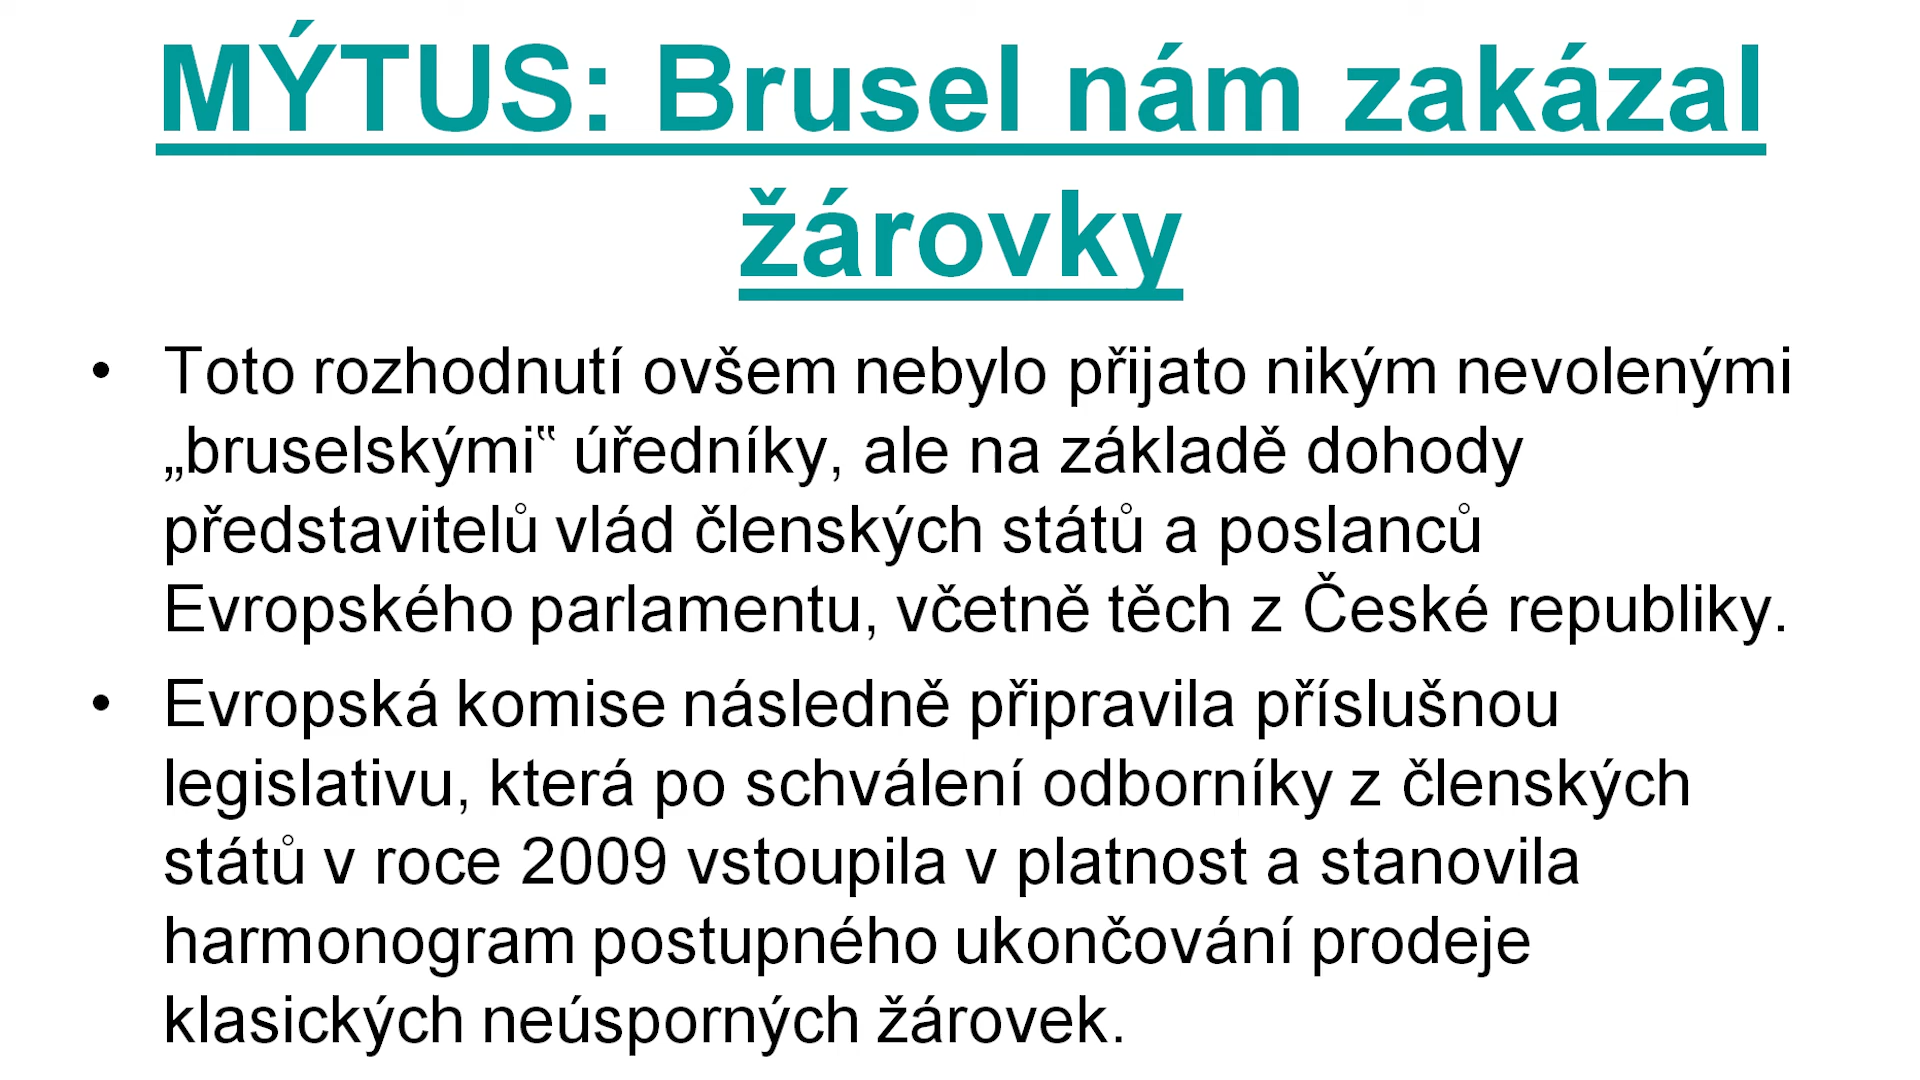 MÝTUS: Brusel nám zakázal
žárovky
• Toto rozhodnutí ovšem nebylo přijato nikým nevolenými
„bruselskými‟ úředníky, ale na základě dohody
představitelů vlád členských států a poslanců
Evropského parlamentu, včetně těch z České republiky.
• Evropská komise následně připravila příslušnou
legislativu, která po schválení odborníky z členských
států v roce 2009 vstoupila v platnost a stanovila
harmonogram postupného ukončování prodeje
klasických neúsporných žárovek.